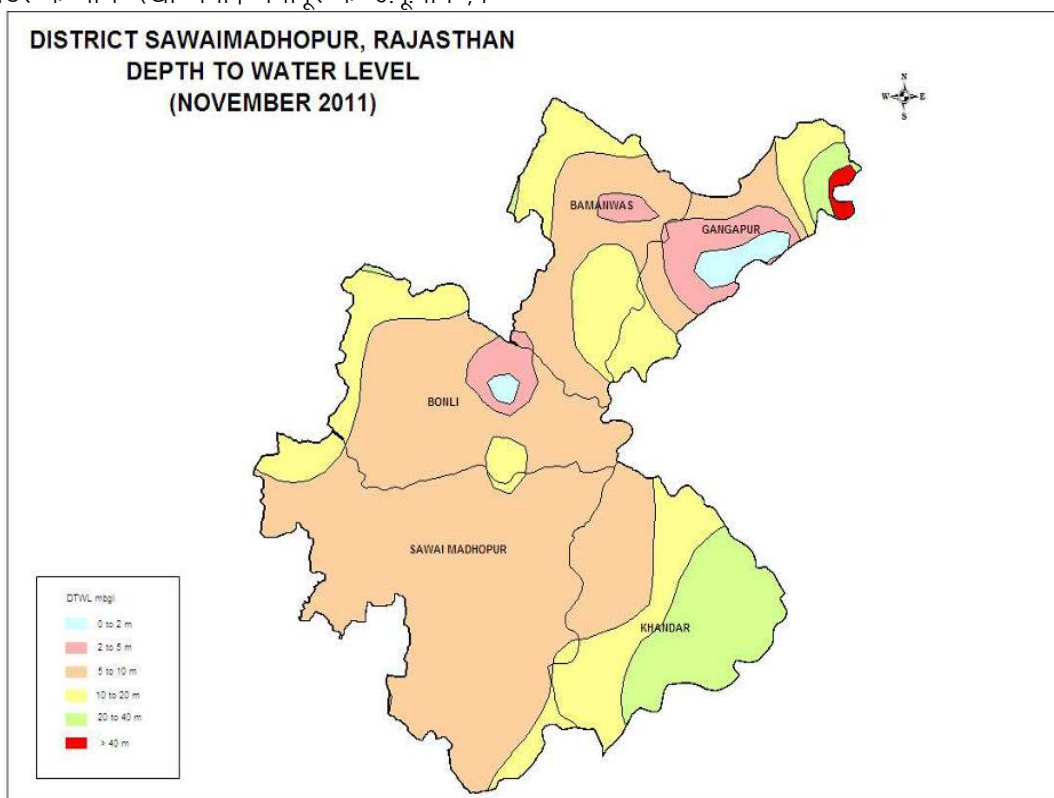 DISTRICT SAWAIMADHOPUR, RAJASTHAN
DEPTH TO WATER LEVEL
(NOVEMBER 2011)
N
W E
S
BAMANWAS
GANGAPUR
BONLI
SAWAI MADHOPUR
KHANDAR
DTWL mbgl
0 to 2 m
2 to 5 m
5 to 10 m
10 to 20 m
20 to 40 m
> 40 m